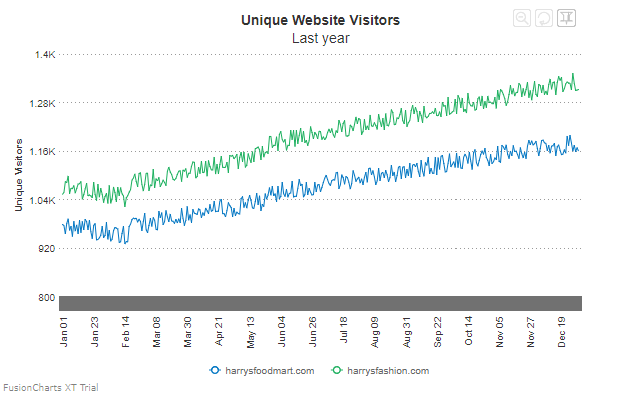 Unique Website Visitors
Last year
1.4K
1.28K
1.16K
1.04K
920
800
Unique Visitors
Jan 01
Jan 23
Feb 14
Mar 08
Mar 30
Apr 21
May 13
Jun 04
Jun 26
Jul 18
Aug 09
Aug 31
Sep 22
Oct 14
Nov 05
Nov 27
Dec 19
harrysfoodmart.com harrysfashion.com
FusionCharts XT Trial